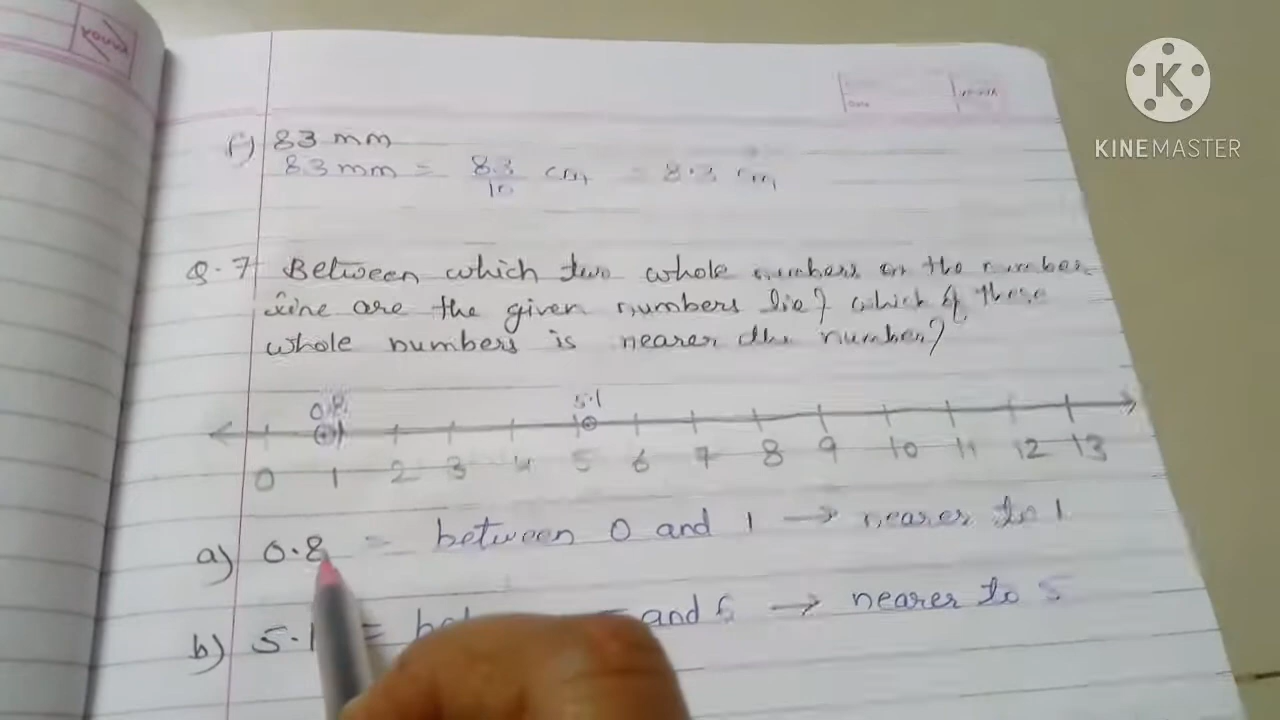 f) 83 mm
83 mm = 83/10 cm = 8.3 cm
Q.7 Between which two whole numbers on the number
line are the given numbers lie? which of these
whole numbers is nearer the number?
0.8 5.1
0 1 2 3 4 5 6 7 8 9 10 11 12 13
a) 0.8 = between 0 and 1 → nearer to 1
b) 5.1 = and 6 → nearer to 5
K
KINEMASTER
Date